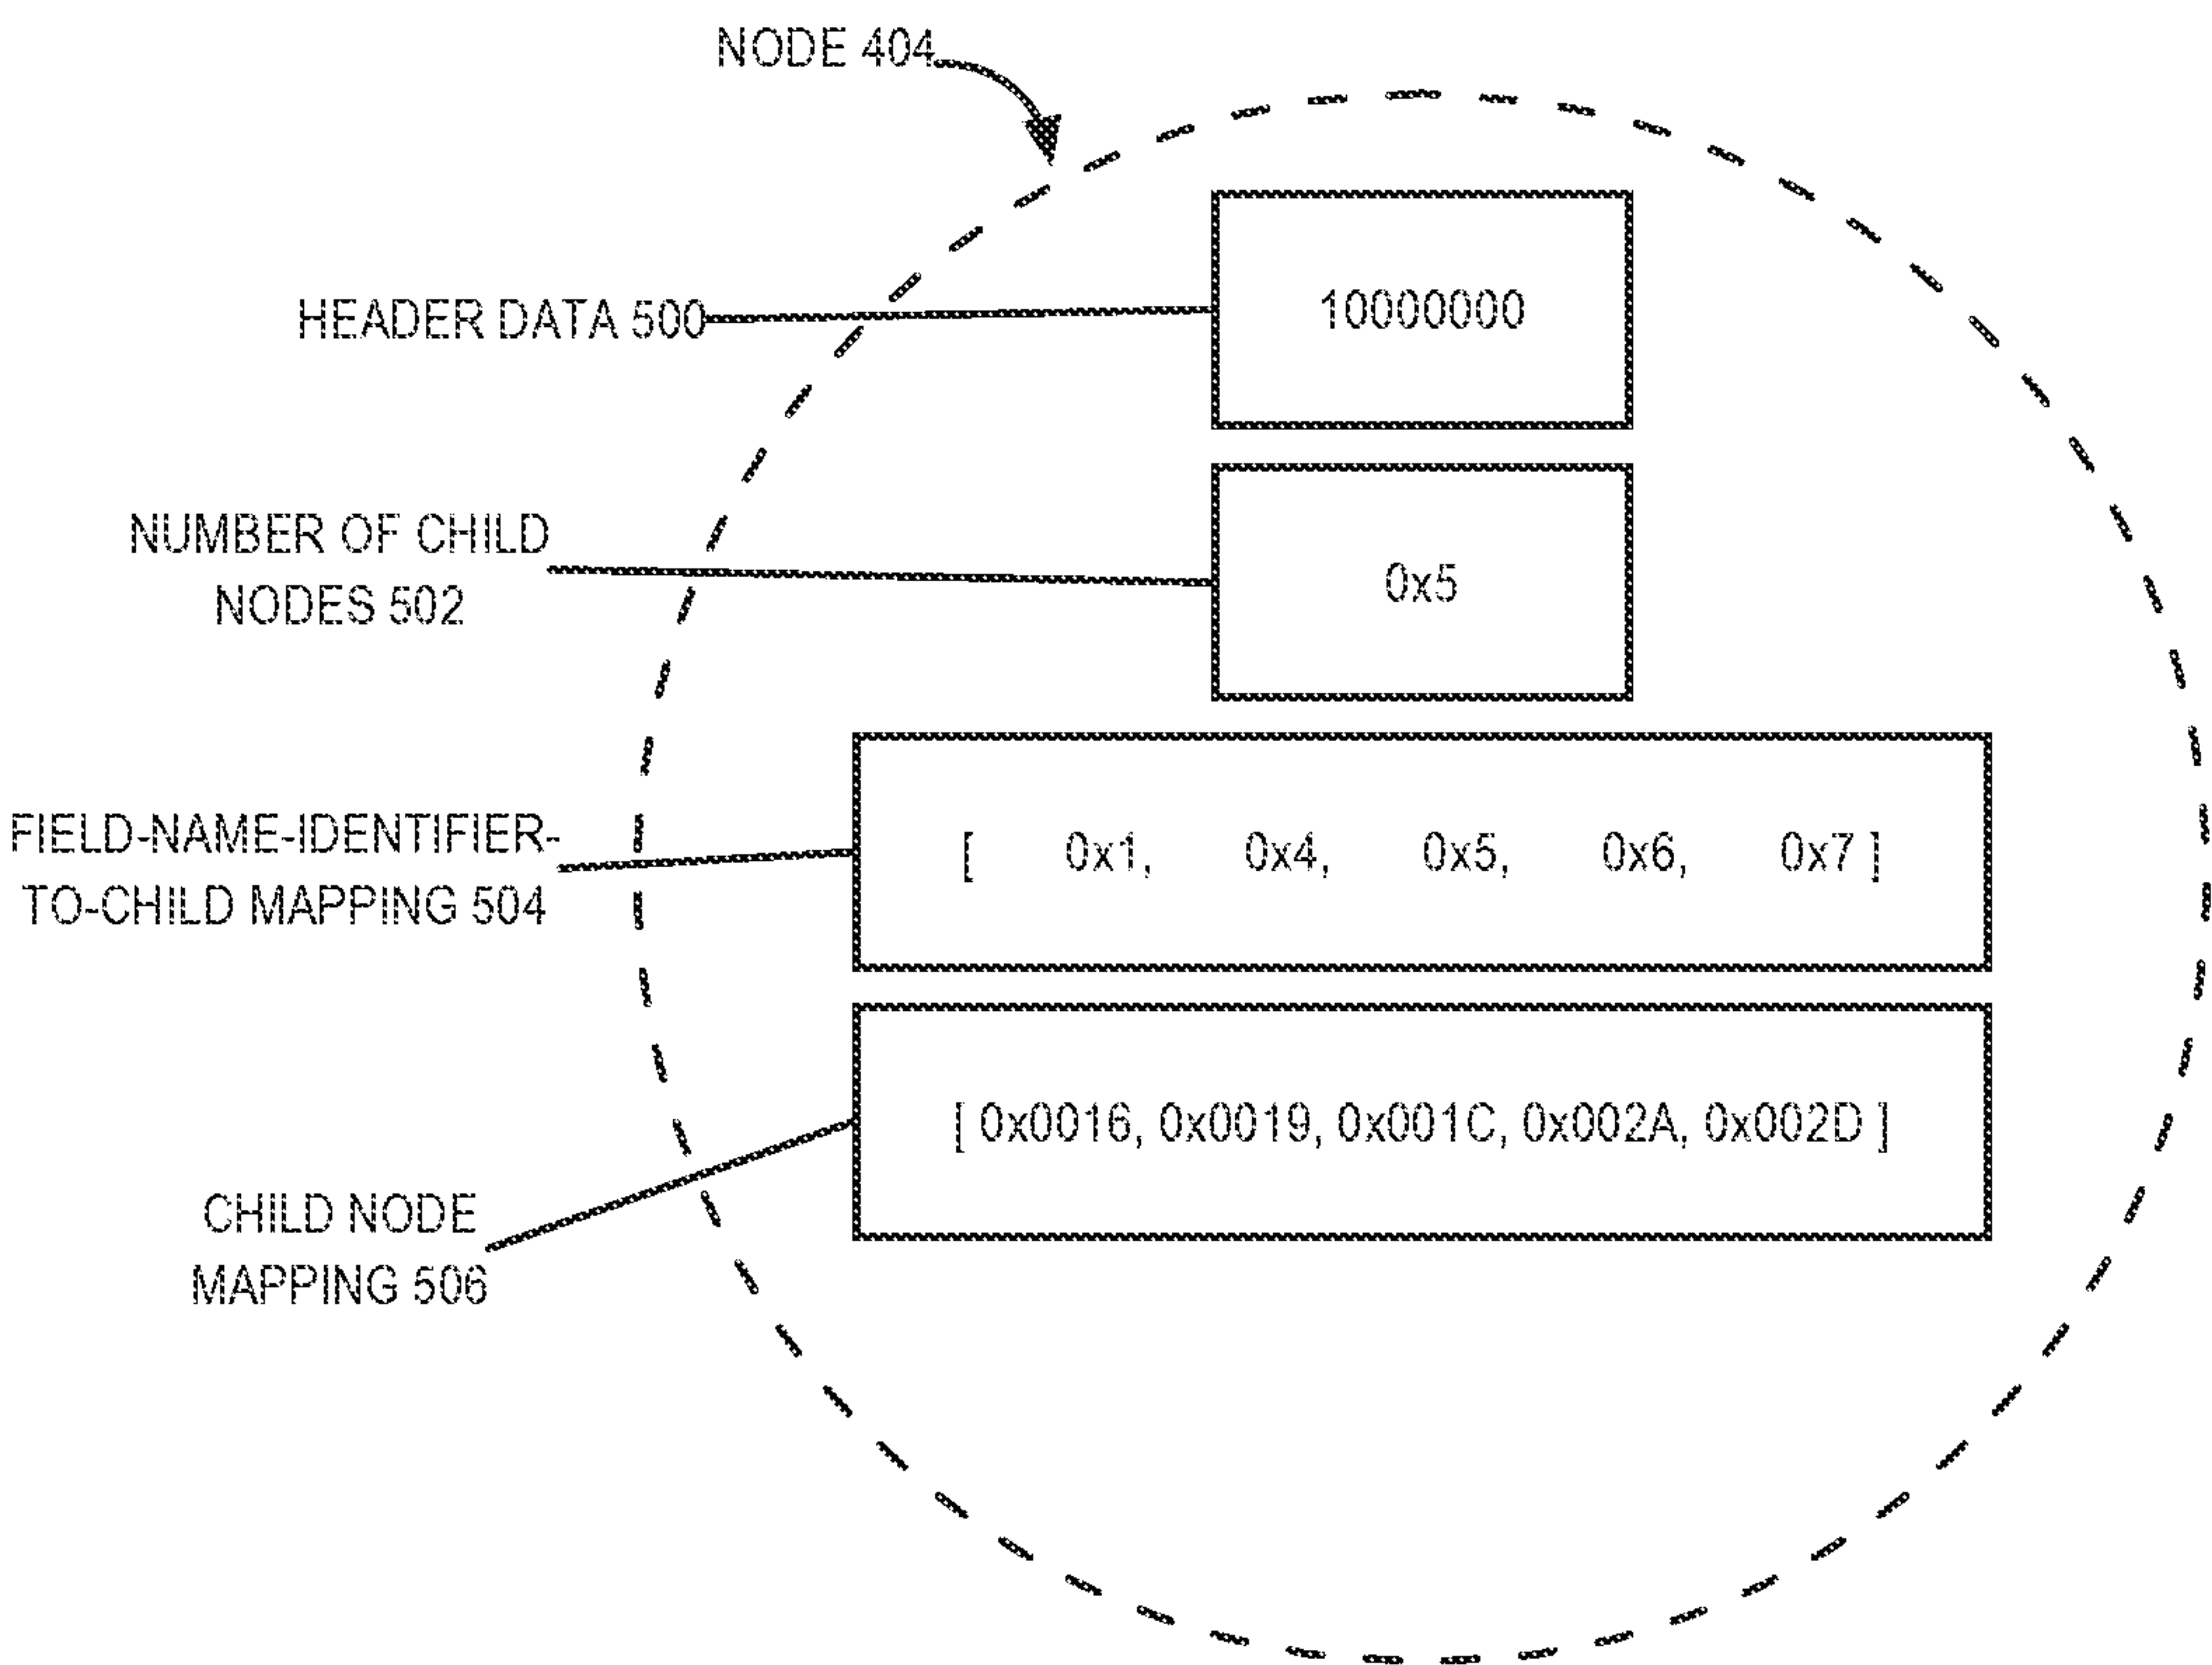 NODE 404
HEADER DATA 500
10000000
NUMBER OF CHILD
NODES 502
0x5
FIELD-NAME-IDENTIFIER-
TO-CHILD MAPPING 504
[ 0x1, 0x4, 0x5, 0x6, 0x7 ]
[ 0x0016, 0x0019, 0x001C, 0x002A, 0x002D ]
CHILD NODE
MAPPING 506